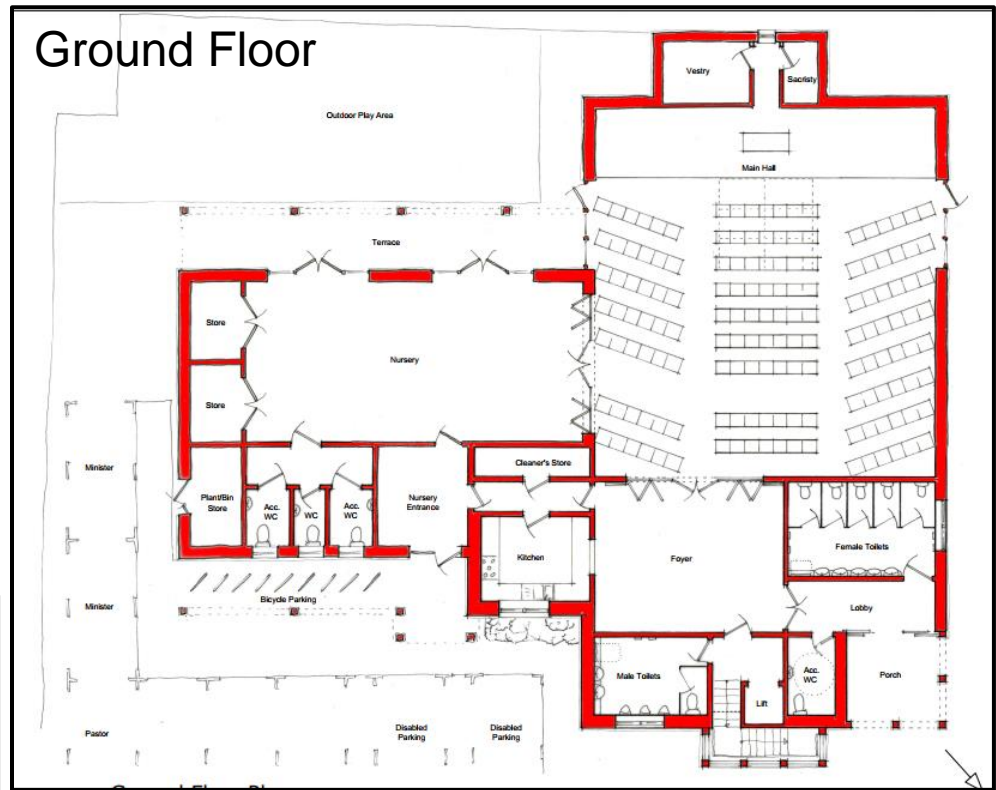 Ground Floor
Vestry
Sacristy
Outdoor Play Area
Main Hall
Terrace
Store
Nursery
Store
Minister
Cleaner's Store
Plant/Bin
Store
Acc.
WC
WC
Acc.
WC
Nursery
Entrance
Kitchen
Foyer
Female Toilets
Bicycle Parking
Minister
Lobby
Male Toilets
Acc.
WC
Porch
Lift
Pastor
Disabled
Parking
Disabled
Parking